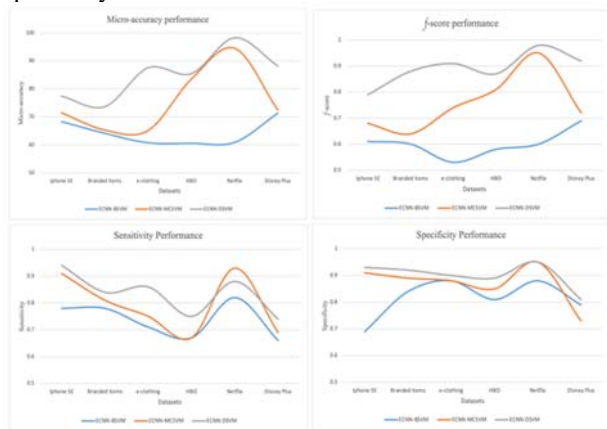 Micro-accuracy performance
Micro-accuracy
100
90
80
70
60
50
Iphone SE Branded items e-clothing HBO Netflix Disney Plus
Datasets
ECNN-BSVM ECNN-MCSVM ECNN-DSVM
f-score performance
f-score
1
0.9
0.8
0.7
0.6
0.5
Iphone SE Branded items e-clothing HBO Netflix Disney Plus
Datasets
ECNN-BSVM ECNN-MCSVM ECNN-DSVM
Sensitivity Performance
Sensitivity
1
0.9
0.8
0.7
0.6
0.5
Iphone SE Branded items e-clothing HBO Netflix Disney Plus
Datasets
ECNN-BSVM ECNN-MCSVM ECNN-DSVM
Specificity Performance
Specificity
1
0.9
0.8
0.7
0.6
0.5
Iphone SE Branded items e-clothing HBO Netflix Disney Plus
Datasets
ECNN-BSVM ECNN-MCSVM ECNN-DSVM